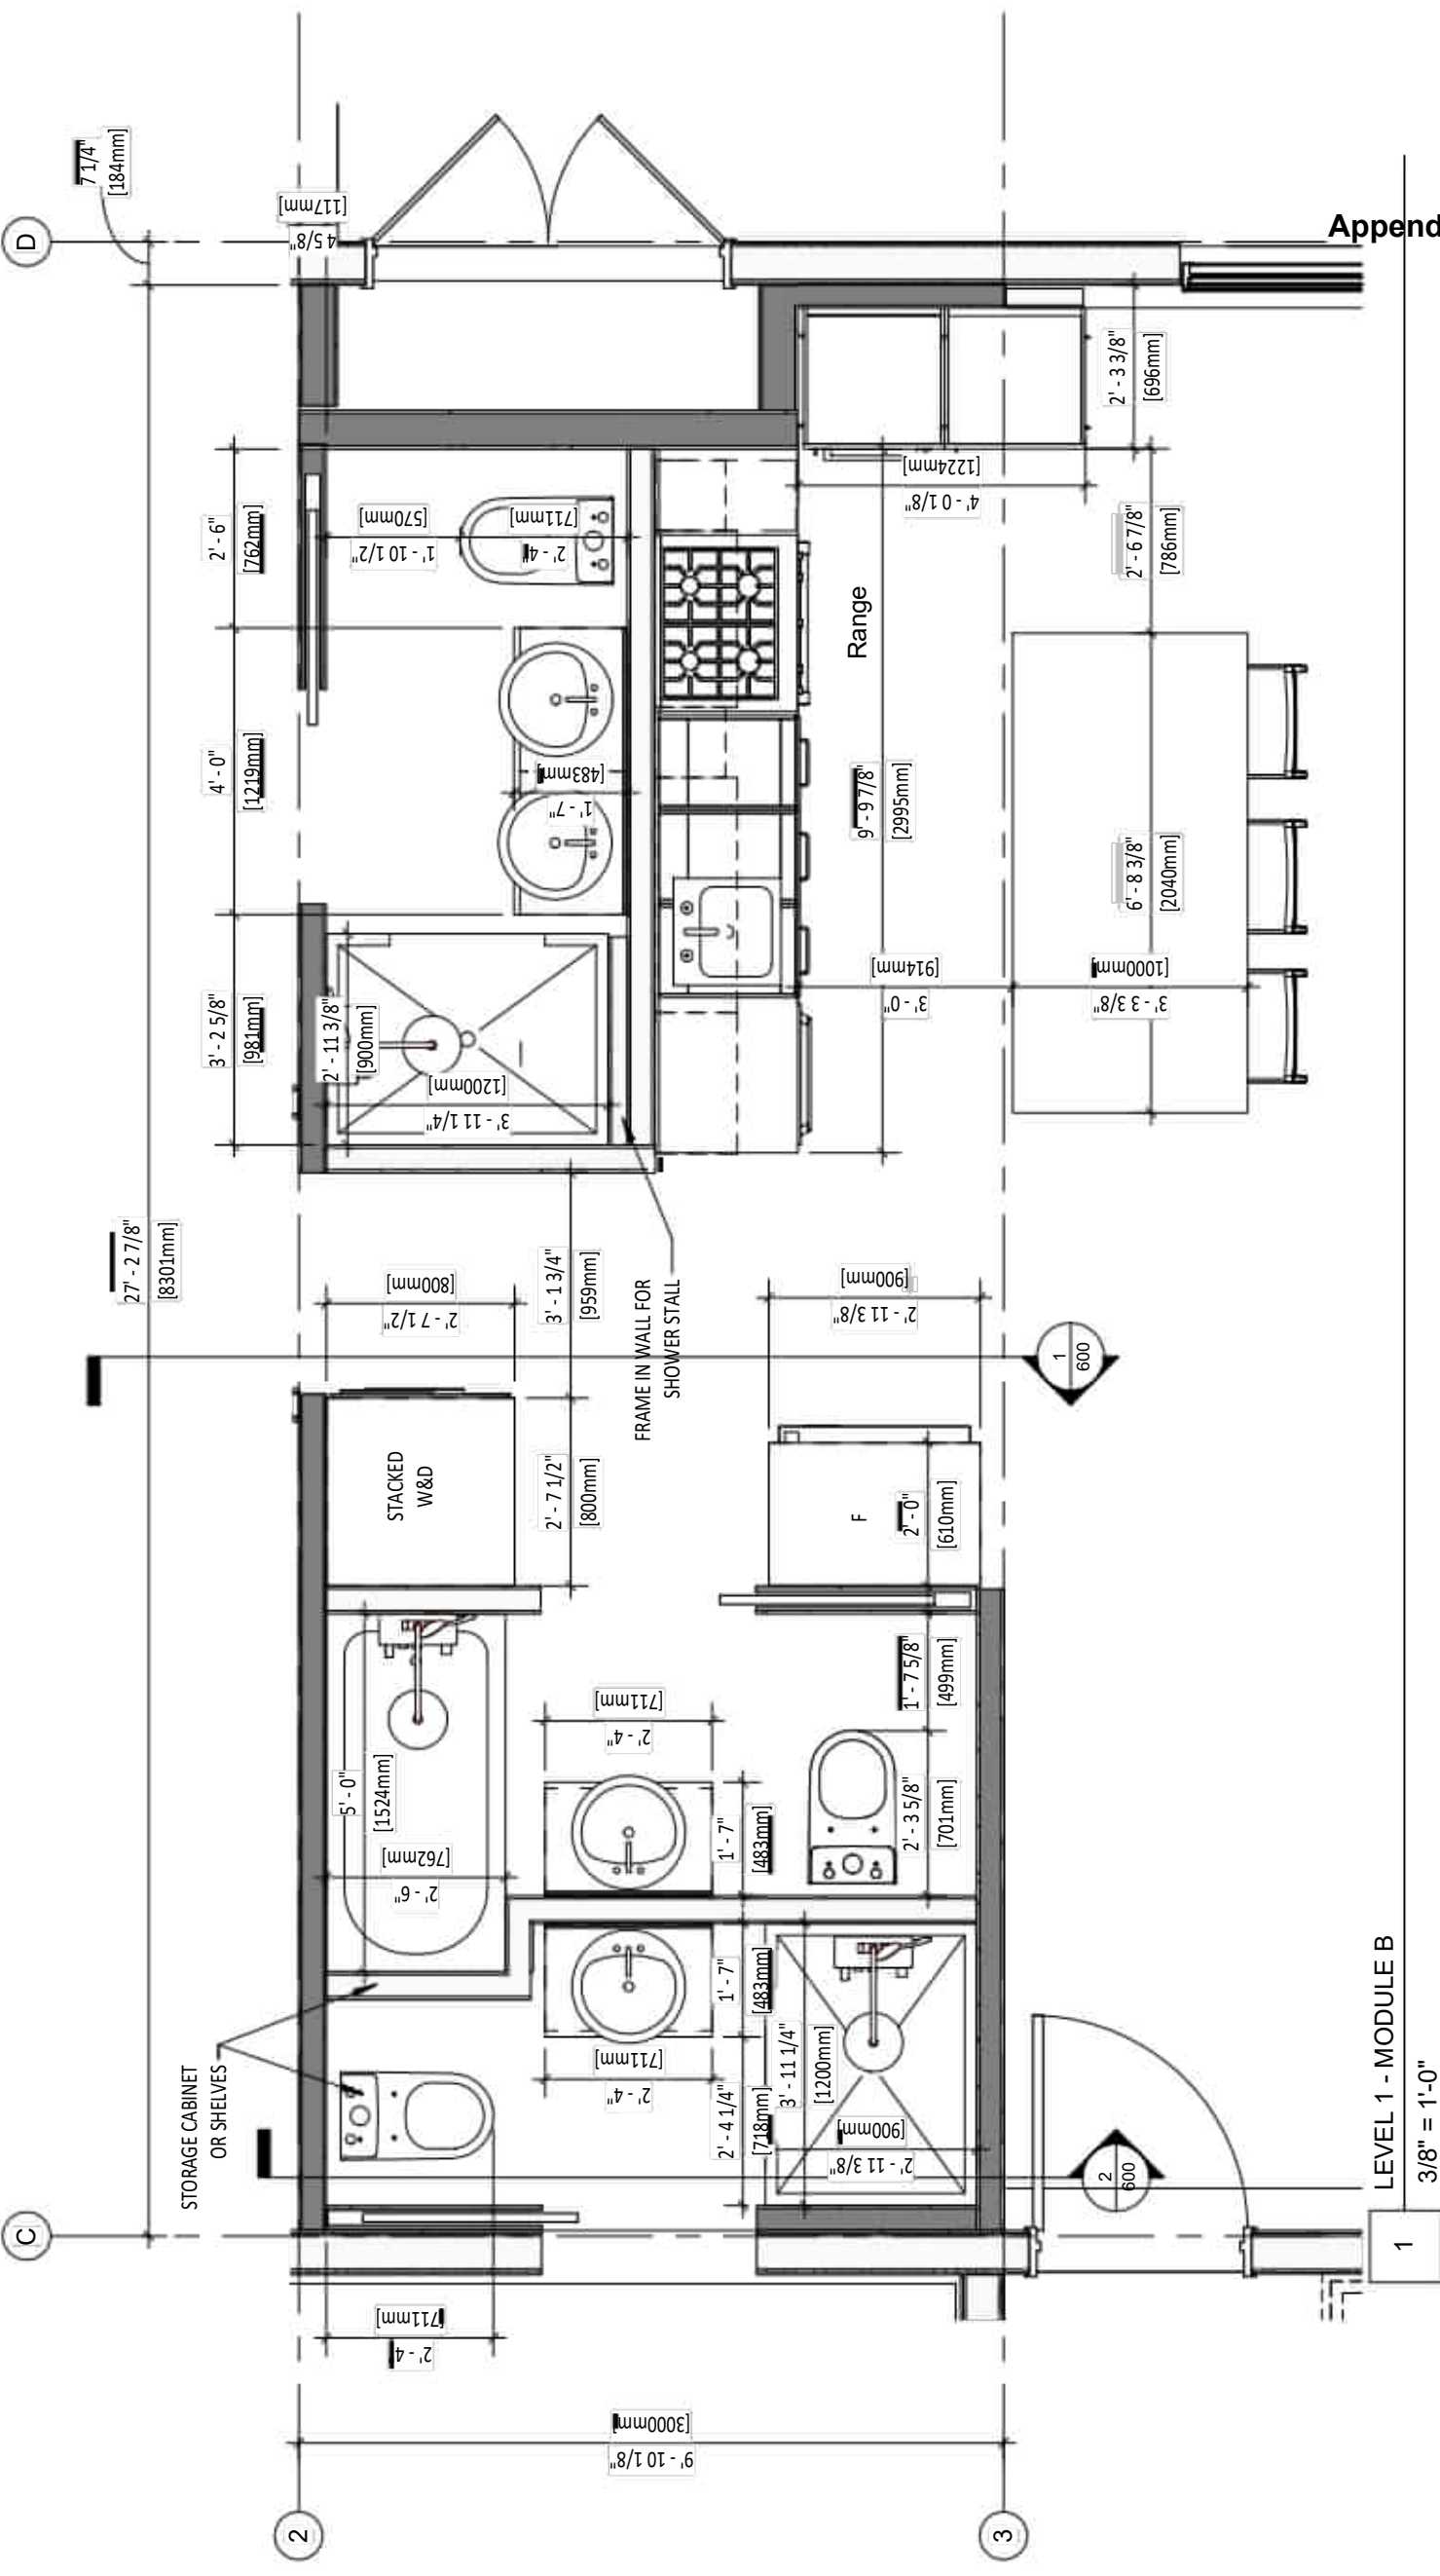 D
7 1/4"
[184mm]
4 5/8"
[117mm]
Append
2' - 6"
[762mm]
1' - 10 1/2"
[570mm]
2' - 4"
[711mm]
4' - 0 1/8"
[1224mm]
2' - 3 3/8"
[696mm]
2' - 6 7/8"
[786mm]
Range
4' - 0"
[1219mm]
1' - 7"
[483mm]
9' - 9 7/8"
[2995mm]
6' - 8 3/8"
[2040mm]
3' - 0"
[914mm]
3' - 3 3/8"
[1000mm]
3' - 2 5/8"
[981mm]
2' - 11 3/8"
[900mm]
3' - 11 1/4"
[1200mm]
27' - 2 7/8"
[8301mm]
2' - 7 1/2"
[800mm]
3' - 1 3/4"
[959mm]
FRAME IN WALL FOR
SHOWER STALL
2' - 11 3/8"
[900mm]
1
600
STACKED
W&D
2' - 7 1/2"
[800mm]
F
2' - 0"
[610mm]
5' - 0"
[1524mm]
2' - 6"
[762mm]
2' - 4"
[711mm]
1' - 7 5/8"
[499mm]
1' - 7"
[483mm]
2' - 3 5/8"
[701mm]
STORAGE CABINET
OR SHELVES
1' - 7"
[483mm]
2' - 4"
[711mm]
2' - 4 1/4"
[718mm]
3' - 11 1/4"
[1200mm]
2' - 11 3/8"
[900mm]
2
600
C
2' - 4"
[711mm]
9' - 10 1/8"
[3000mm]
2
3
1
LEVEL 1 - MODULE B
3/8" = 1'-0"